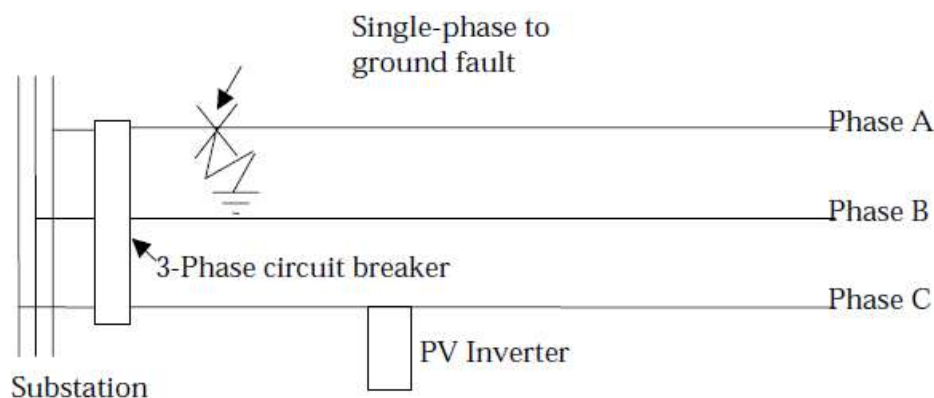 Single-phase to
ground fault
Phase A
Phase B
3-Phase circuit breaker
Phase C
PV Inverter
Substation